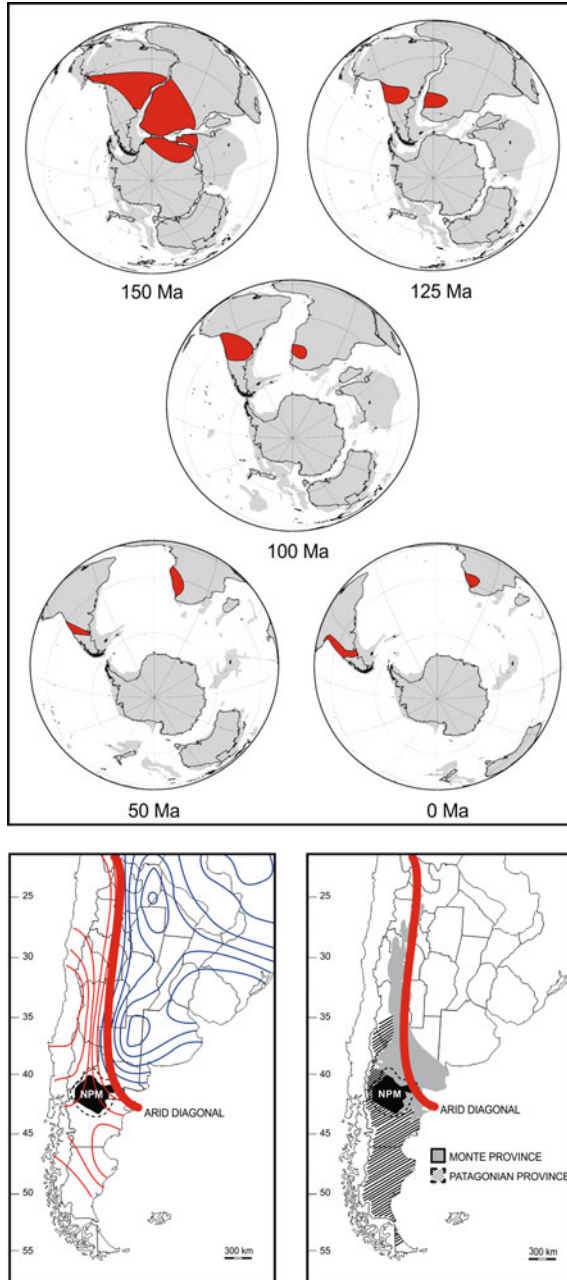 150 Ma
125 Ma
100 Ma
50 Ma
0 Ma
25
30
35
40
45
50
55
NPM
ARID DIAGONAL
300 km
25
30
35
40
45
50
55
NPM
ARID DIAGONAL
MONTE PROVINCE
PATAGONIAN PROVINCE
300 km